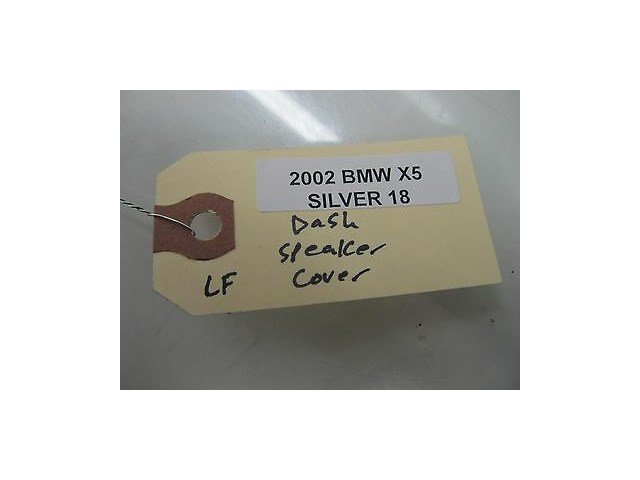 2002 BMW X5
SILVER 18
Dash
speaker
LF cover